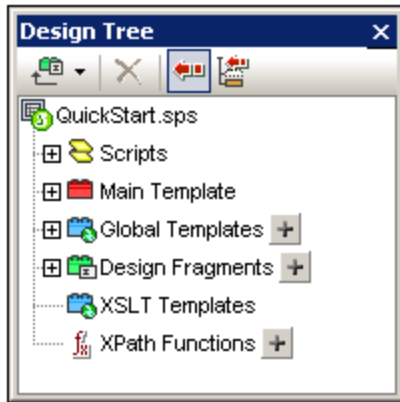 Design Tree
QuickStart.sps
Scripts
Main Template
Global Templates
Design Fragments
XSLT Templates
XPath Functions